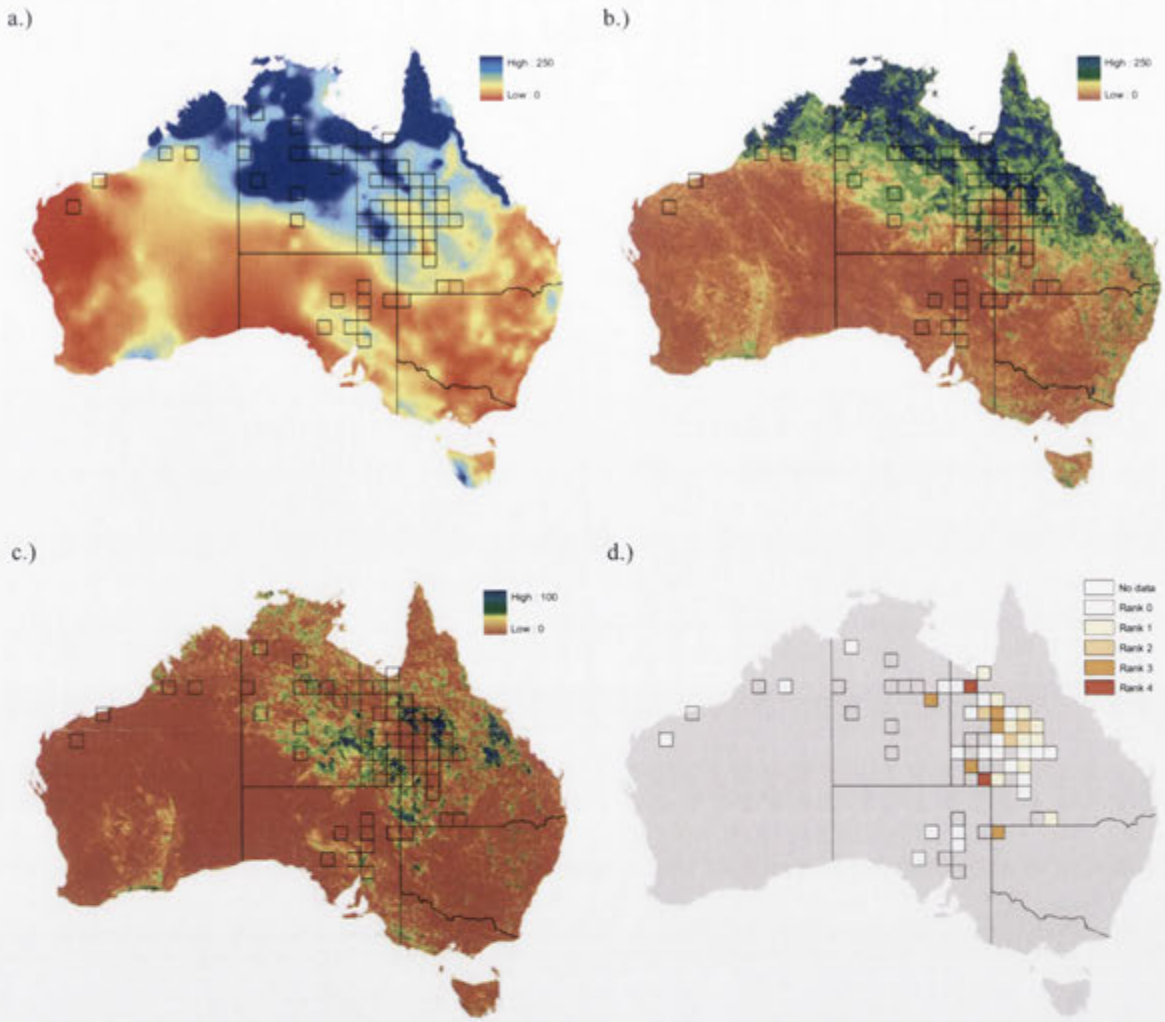 a.)
High : 250
Low : 0
b.)
High : 250
Low : 0
c.)
High : 100
Low : 0
d.)
No data
Rank 0
Rank 1
Rank 2
Rank 3
Rank 4